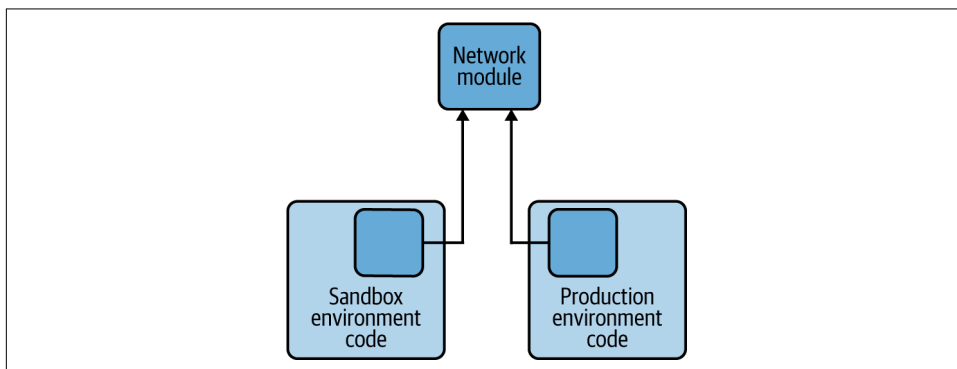 Network
module
Sandbox
environment
code
Production
environment
code